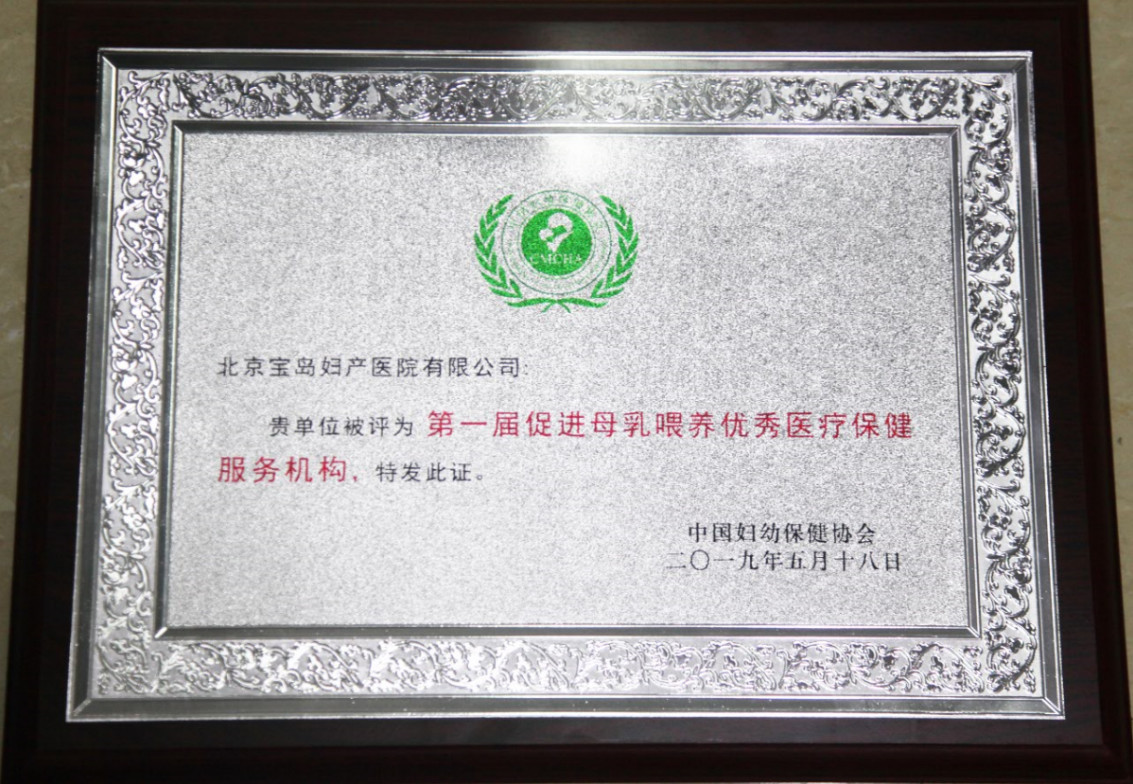 CMCHA
北京宝岛妇产医院有限公司:
贵单位被评为 第一届促进母乳喂养优秀医疗保健
服务机构, 特发此证。
中国妇幼保健协会
二〇一九年五月十八日